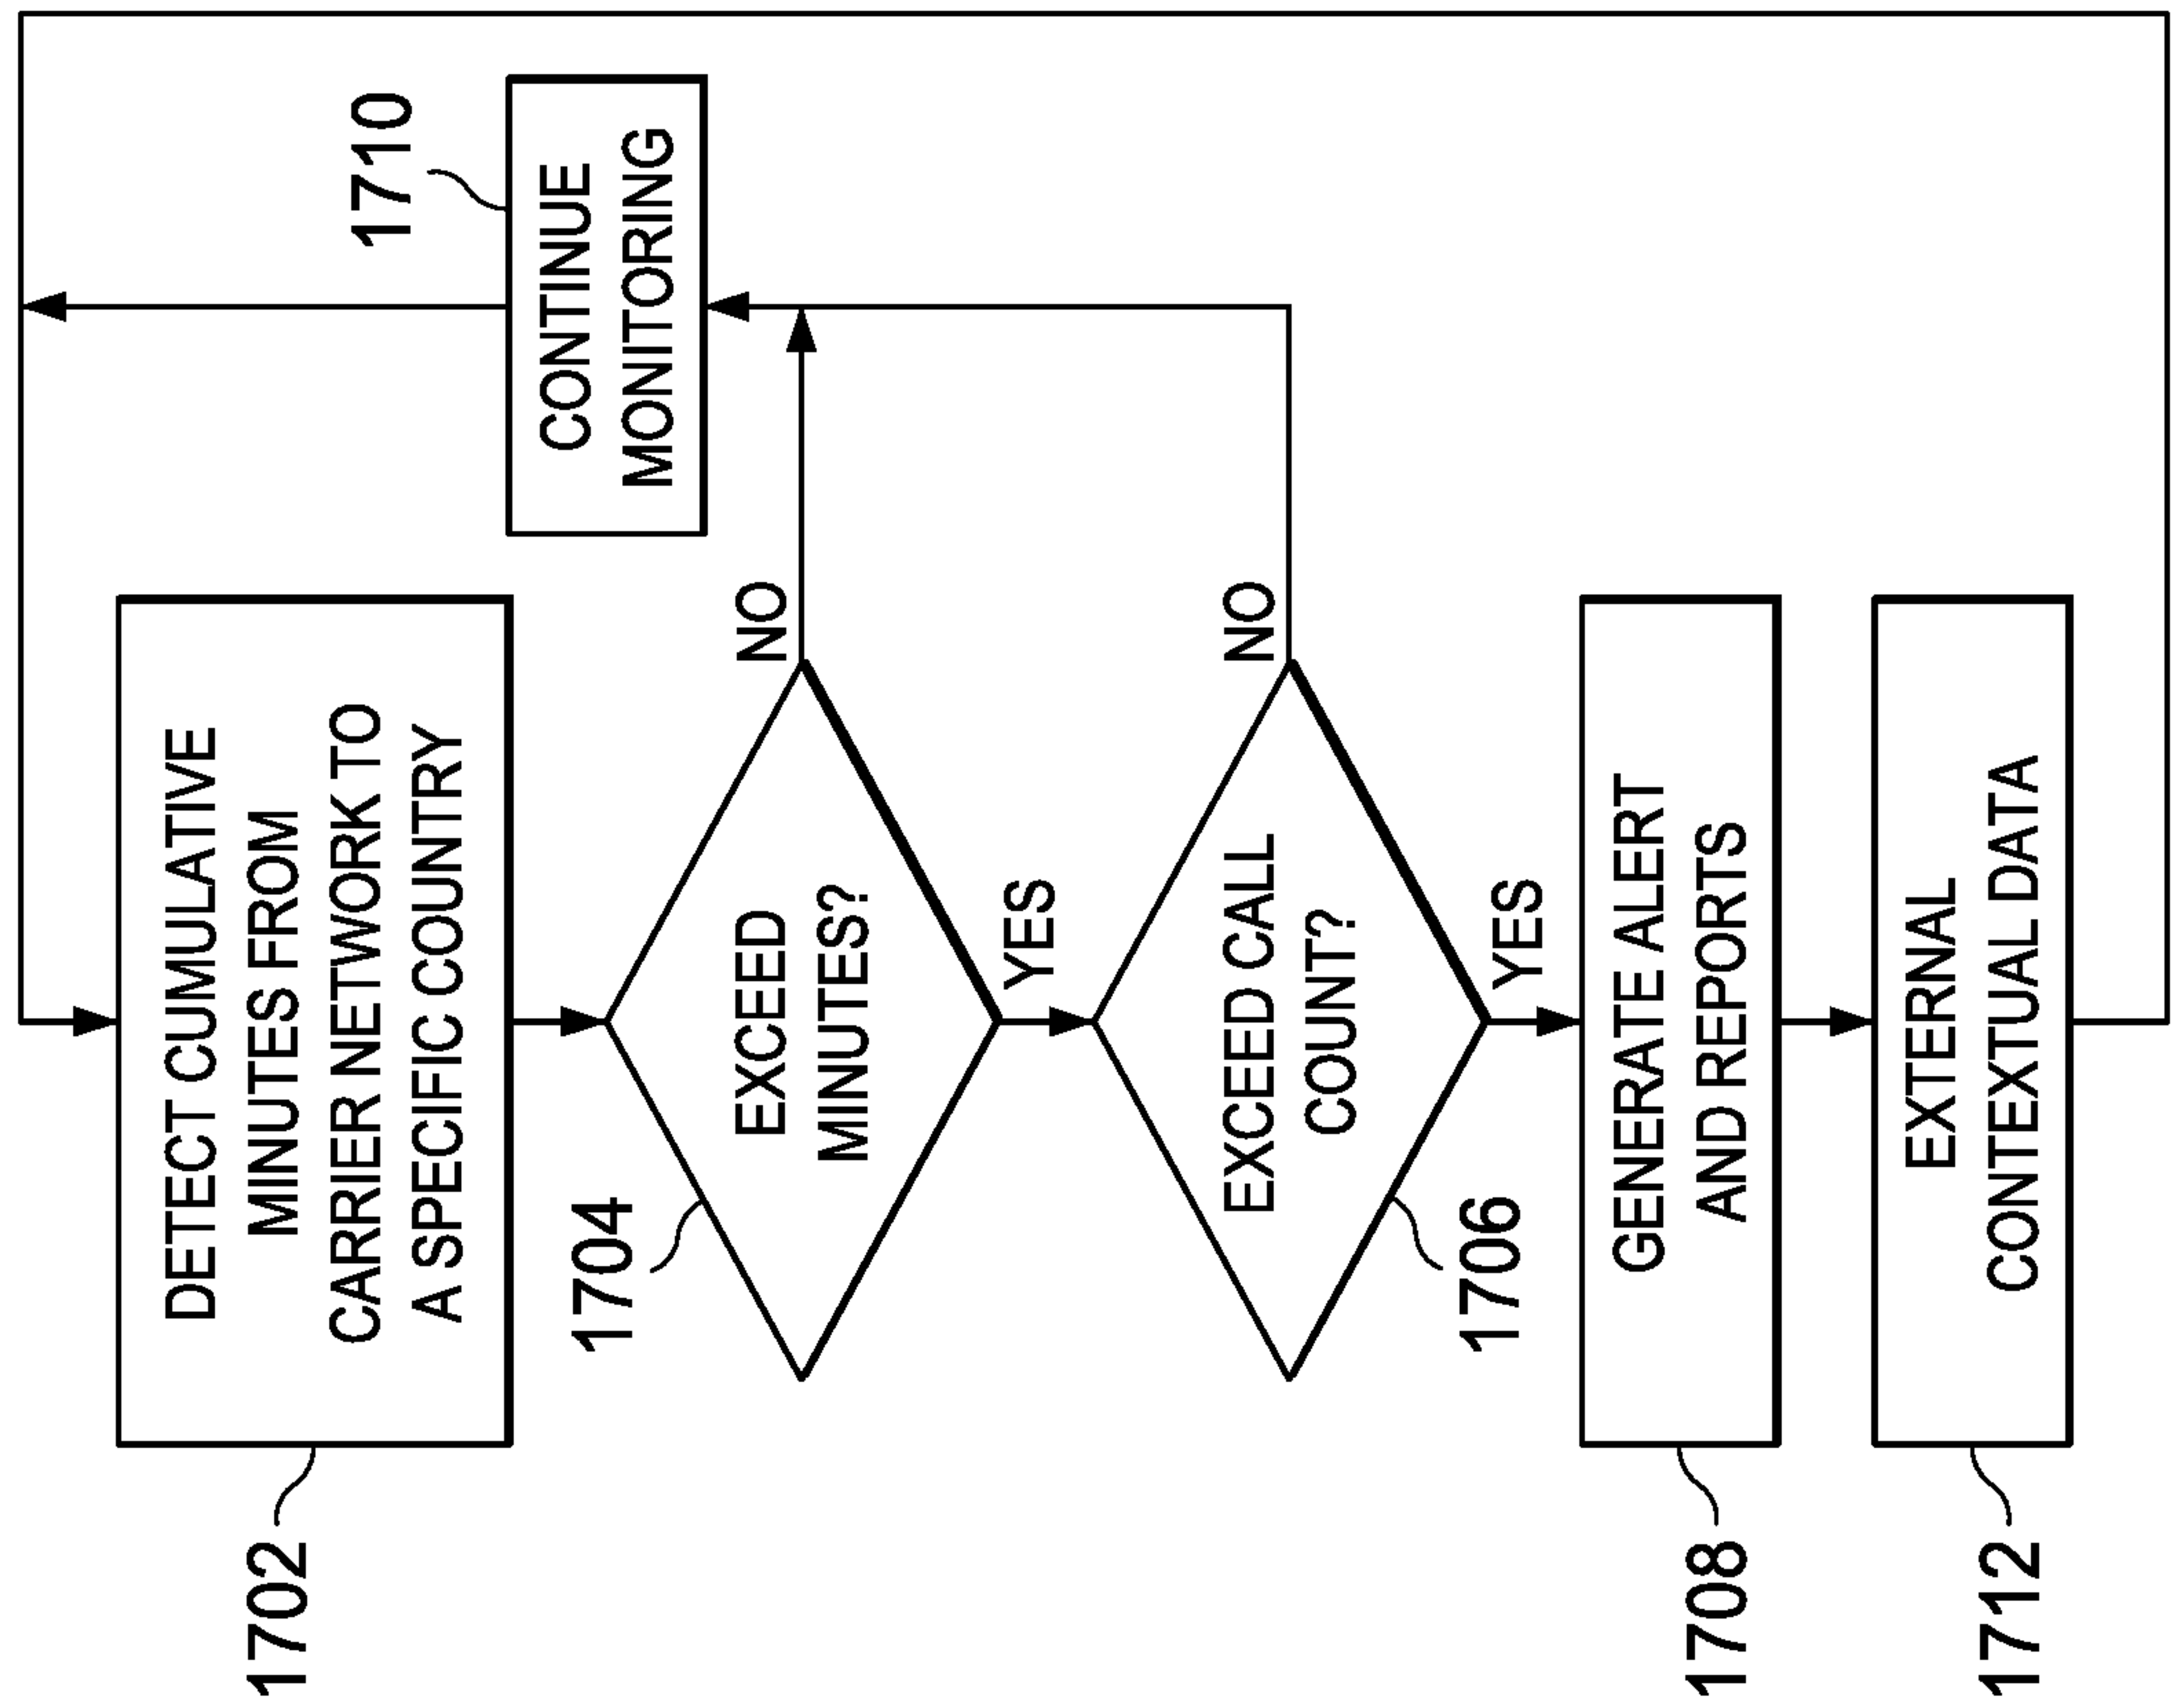 1702
DETECT CUMULATIVE
MINUTES FROM
CARRIER NETWORK TO
A SPECIFIC COUNTRY
1710
CONTINUE
MONITORING
1704
EXCEED
MINUTES?
NO
YES
1706
EXCEED CALL
COUNT?
NO
YES
1708
GENERATE ALERT
AND REPORTS
1712
EXTERNAL
CONTEXTUAL DATA